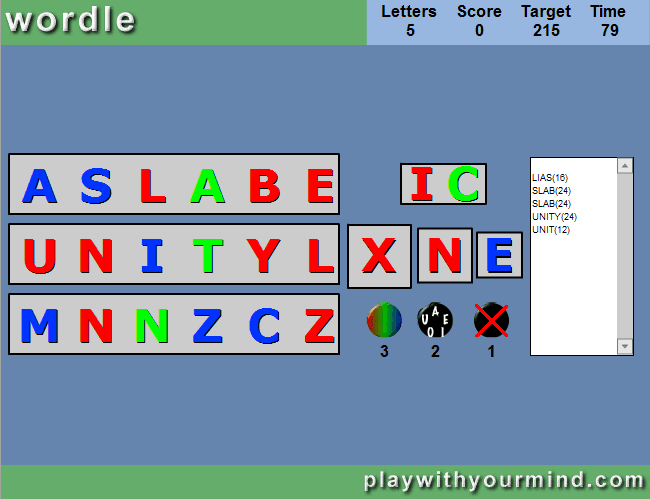 wordle
Letters Score Target Time
5 0 215 79
A S L A B E
I C
U N I T Y L
X N E
M N N Z C Z
U A E O I
3 2 1
LIAS(16)
SLAB(24)
SLAB(24)
UNITY(24)
UNIT(12)
playwithyourmind.com